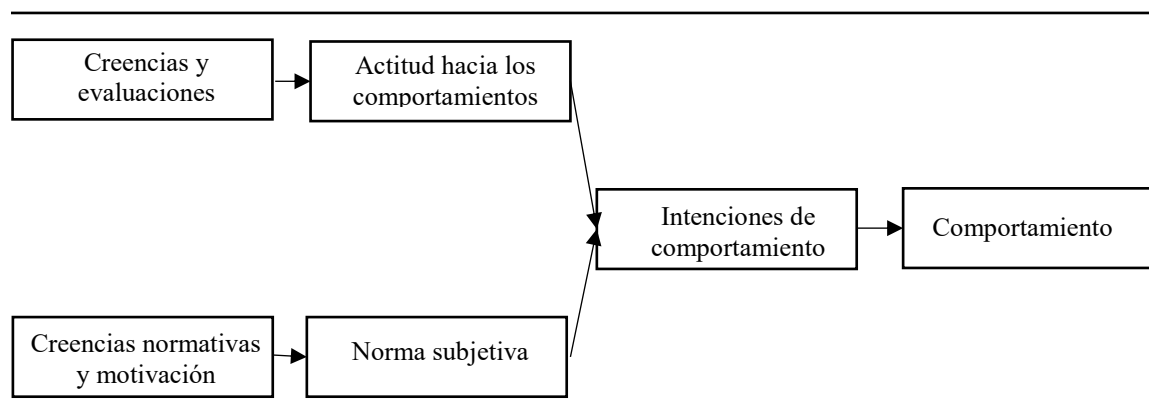 Creencias y
evaluaciones
Actitud hacia los
comportamientos
Intenciones de
comportamiento
Comportamiento
Creencias normativas
y motivación
Norma subjetiva